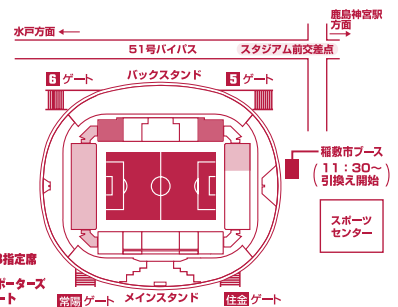 鹿島神宮駅
方面
水戸方面
51号バイパス
スタジアム前交差点
6 ゲート
バックスタンド
5 ゲート
稲敷市ブース
(11:30〜
引換え開始)
スポーツ
センター
指定席
ポーターズ
ート
常陽 ゲート
メインスタンド
住金 ゲート